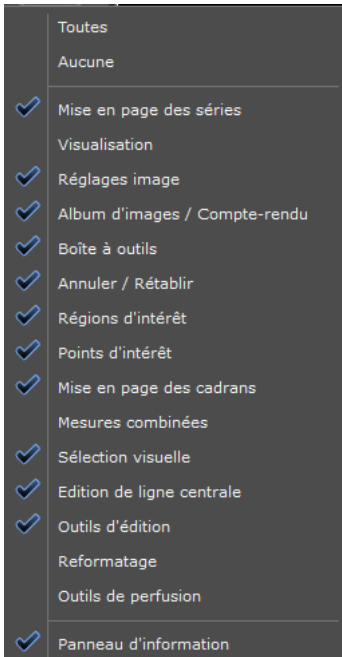 Toutes
Aucune
Mise en page des séries
Visualisation
Réglages image
Album d'images / Compte-rendu
Boîte à outils
Annuler / Rétablir
Régions d'intérêt
Points d'intérêt
Mise en page des cadrans
Mesures combinées
Sélection visuelle
Edition de ligne centrale
Outils d'édition
Reformatage
Outils de perfusion
Panneau d'information